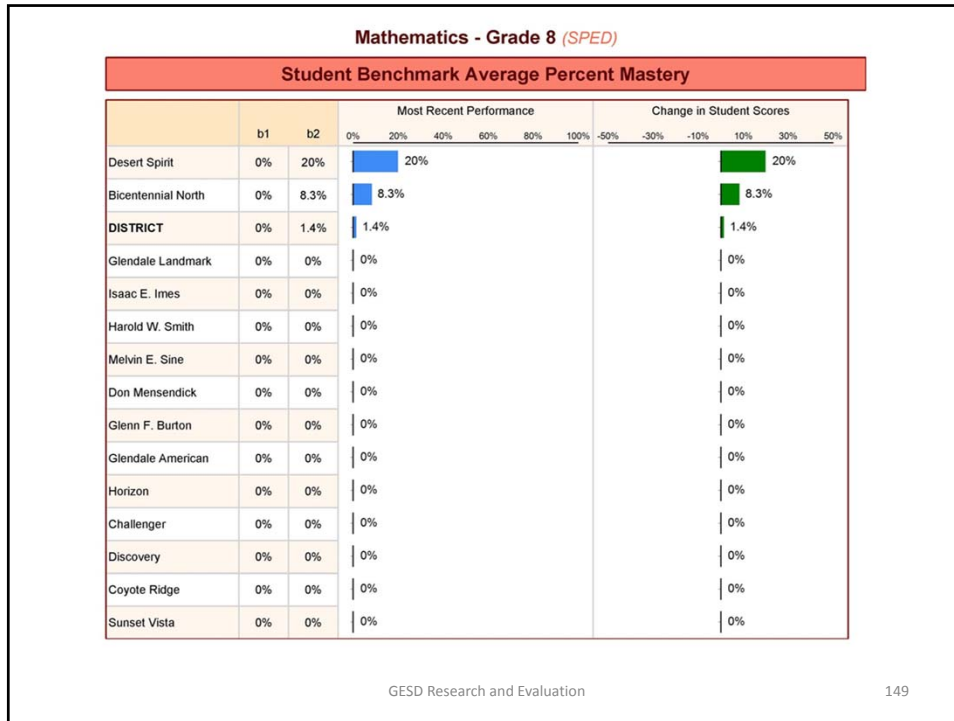 Mathematics - Grade 8 (SPED)
Student Benchmark Average Percent Mastery
Most Recent Performance Change in Student Scores
b1 b2 0% 20% 40% 60% 80% 100% -50% -30% -10% 10% 30% 50%
Desert Spirit 0% 20% 20% 20%
Bicentennial North 0% 8.3% 8.3% 8.3%
DISTRICT 0% 1.4% 1.4% 1.4%
Glendale Landmark 0% 0% 0% 0%
Isaac E. Imes 0% 0% 0% 0%
Harold W. Smith 0% 0% 0% 0%
Melvin E. Sine 0% 0% 0% 0%
Don Mensendick 0% 0% 0% 0%
Glenn F. Burton 0% 0% 0% 0%
Glendale American 0% 0% 0% 0%
Horizon 0% 0% 0% 0%
Challenger 0% 0% 0% 0%
Discovery 0% 0% 0% 0%
Coyote Ridge 0% 0% 0% 0%
Sunset Vista 0% 0% 0% 0%
GESD Research and Evaluation 149